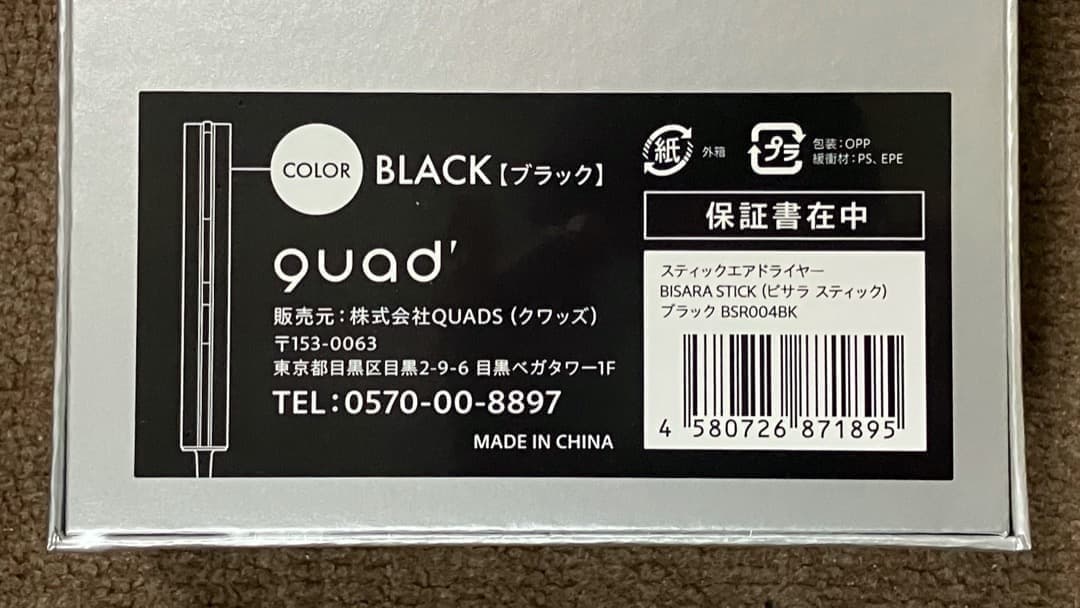 COLOR
BLACK【ブラック】
quad'
販売元:株式会社QUADS(クワッズ)
〒153-0063
東京都目黒区目黒2-9-6 目黒ベガタワー1F
TEL:0570-00-8897
MADE IN CHINA
紙 外箱
プラ 包装:OPP
緩衝材:PS、EPE
保証書在中
スティックエアドライヤー
BISARA STICK(ビサラ スティック)
ブラック BSR004BK
4 580726 871895